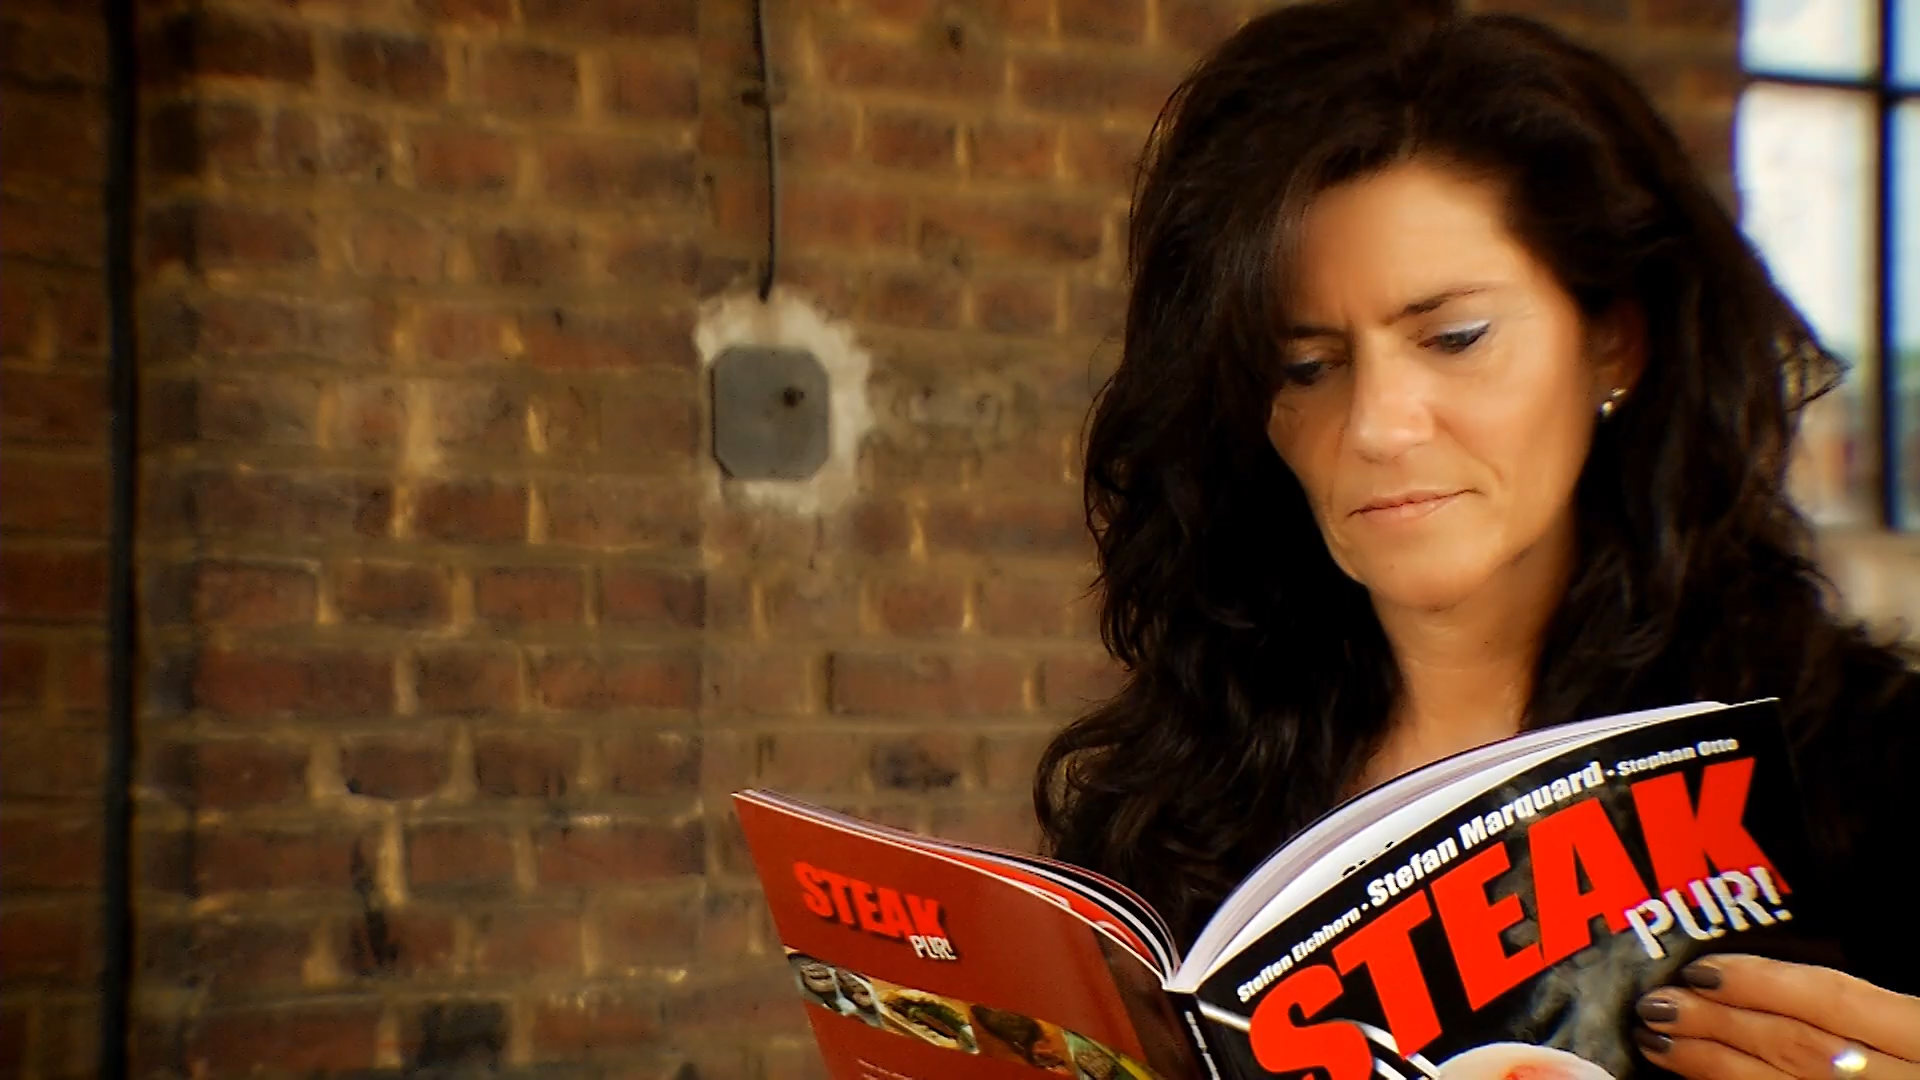 Steffen Eichhorn · Stefan Marquard · Stephan Otto
STEAK
PUR!
STEAK
PUR!